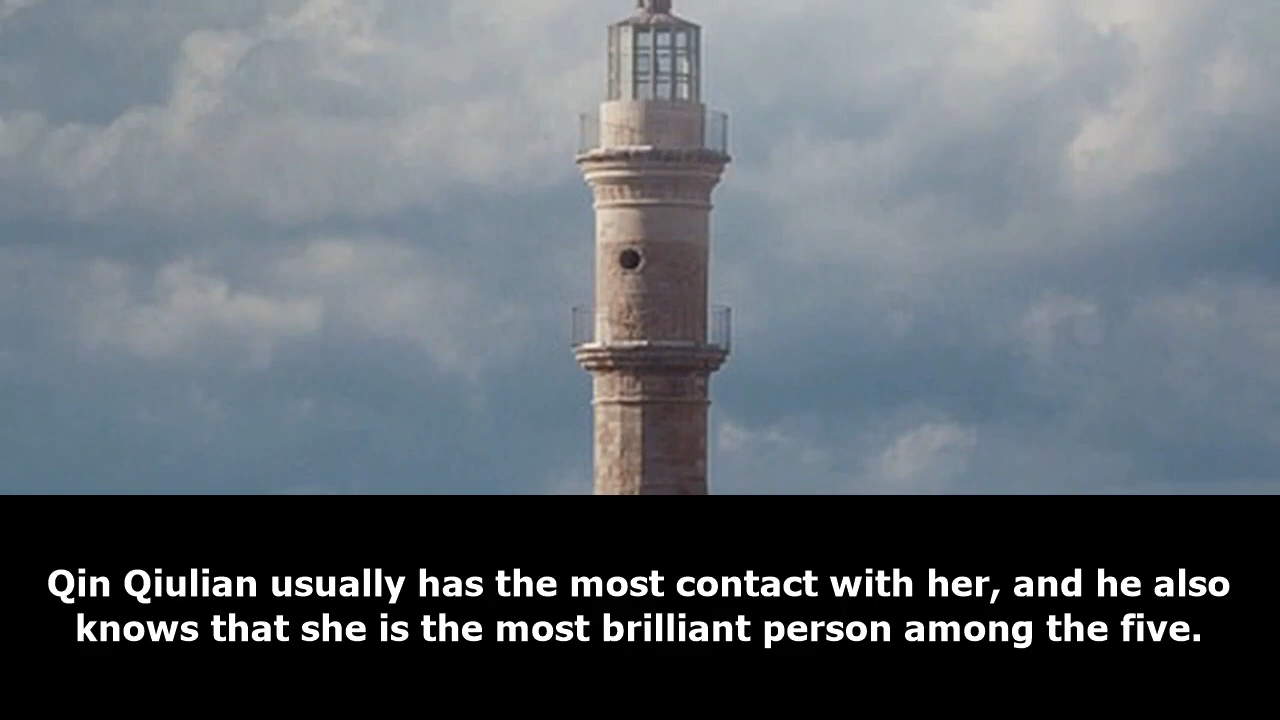 Qin Qiulian usually has the most contact with her, and he also
knows that she is the most brilliant person among the five.